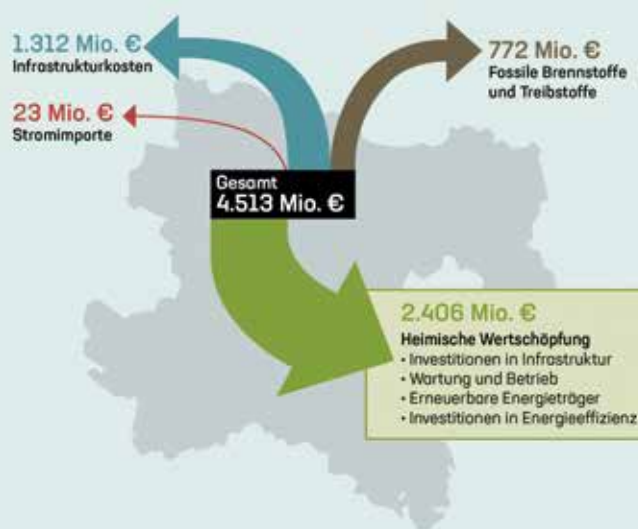 1.312 Mio. €
Infrastrukturkosten
772 Mio. €
Fossile Brennstoffe
und Treibstoffe
23 Mio. €
Stromimporte
Gesamt
4.513 Mio. €
2.406 Mio. €
Heimische Wertschöpfung
• Investitionen in Infrastruktur
• Wartung und Betrieb
• Erneuerbare Energieträger
• Investitionen in Energieeffizienz